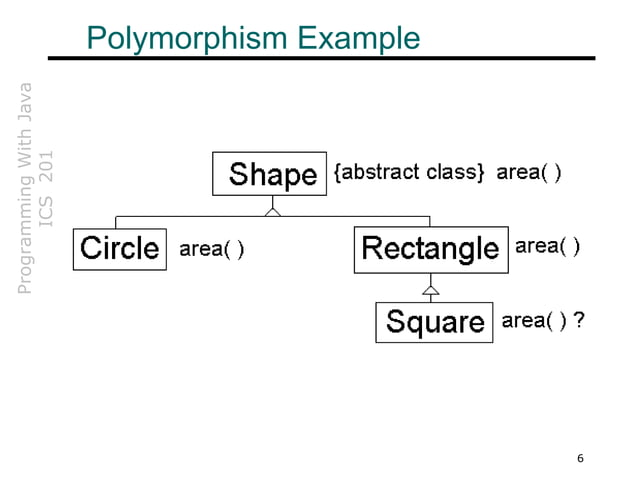 Polymorphism Example
Programming With Java
ICS 201
Shape {abstract class} area( )
Circle area( )
Rectangle area( )
Square area( ) ?
6